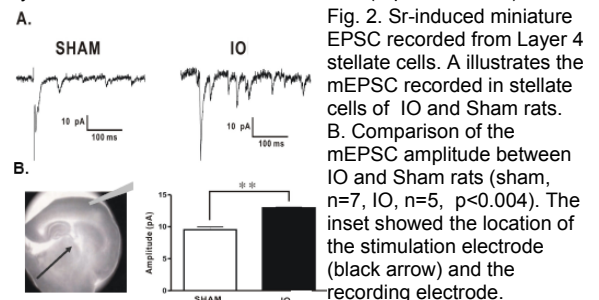 A.
SHAM
IO
10 pA
100 ms
10 pA
100 ms
B.
**
Amplitude (pA)
15
10
5
0
SHAM
IO
Fig. 2. Sr-induced miniature
EPSC recorded from Layer 4
stellate cells. A illustrates the
mEPSC recorded in stellate
cells of IO and Sham rats.
B. Comparison of the
mEPSC amplitude between
IO and Sham rats (sham,
n=7, IO, n=5, p<0.004). The
inset showed the location of
the stimulation electrode
(black arrow) and the
recording electrode.